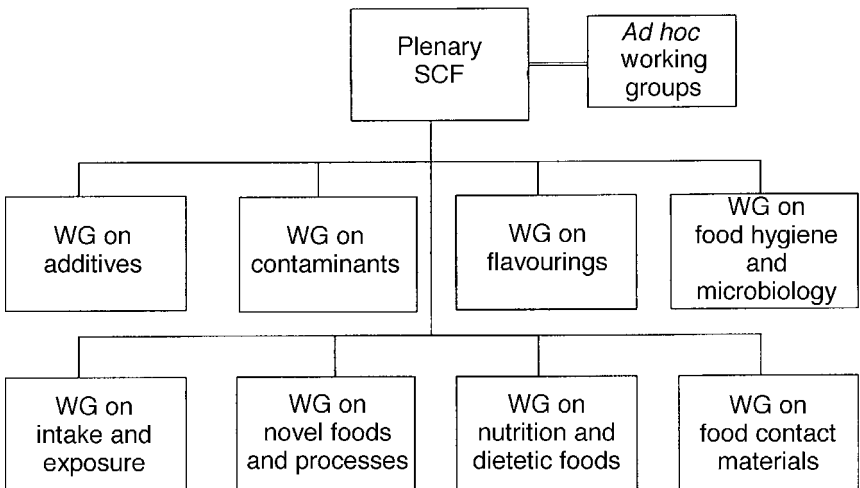 Plenary
SCF
Ad hoc
working
groups
WG on
additives
WG on
contaminants
WG on
flavourings
WG on
food hygiene
and
microbiology
WG on
intake and
exposure
WG on
novel foods
and processes
WG on
nutrition and
dietetic foods
WG on
food contact
materials